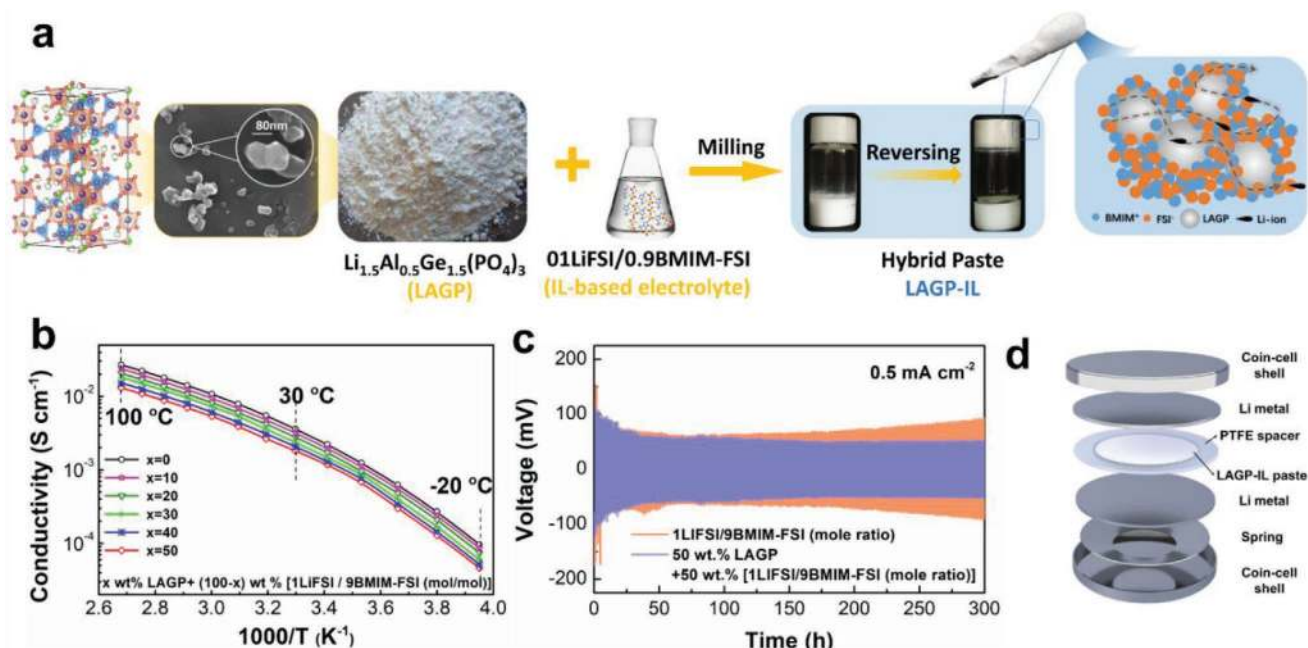 a
80nm
Li1.5Al0.5Ge1.5(PO4)3
(LAGP)
+
01LiFSI/0.9BMIM-FSI
(IL-based electrolyte)
Milling
Reversing
Hybrid Paste
LAGP-IL
BMIM+ FSI- LAGP Li-ion
b
Conductivity (S cm-1)
10-2
10-3
10-4
100 °C
30 °C
-20 °C
x=0
x=10
x=20
x=30
x=40
x=50
x wt% LAGP+ (100-x) wt % [1LiFSI / 9BMIM-FSI (mol/mol)]
2.6 2.8 3.0 3.2 3.4 3.6 3.8 4.0
1000/T (K-1)
c
Voltage (mV)
200
100
0
-100
-200
0.5 mA cm-2
1LIFSI/9BMIM-FSI (mole ratio)
50 wt.% LAGP
+50 wt.% [1LIFSI/9BMIM-FSI (mole ratio)]
0 50 100 150 200 250 300
Time (h)
d
Coin-cell
shell
Li metal
PTFE spacer
LAGP-IL paste
Li metal
Spring
Coin-cell
shell